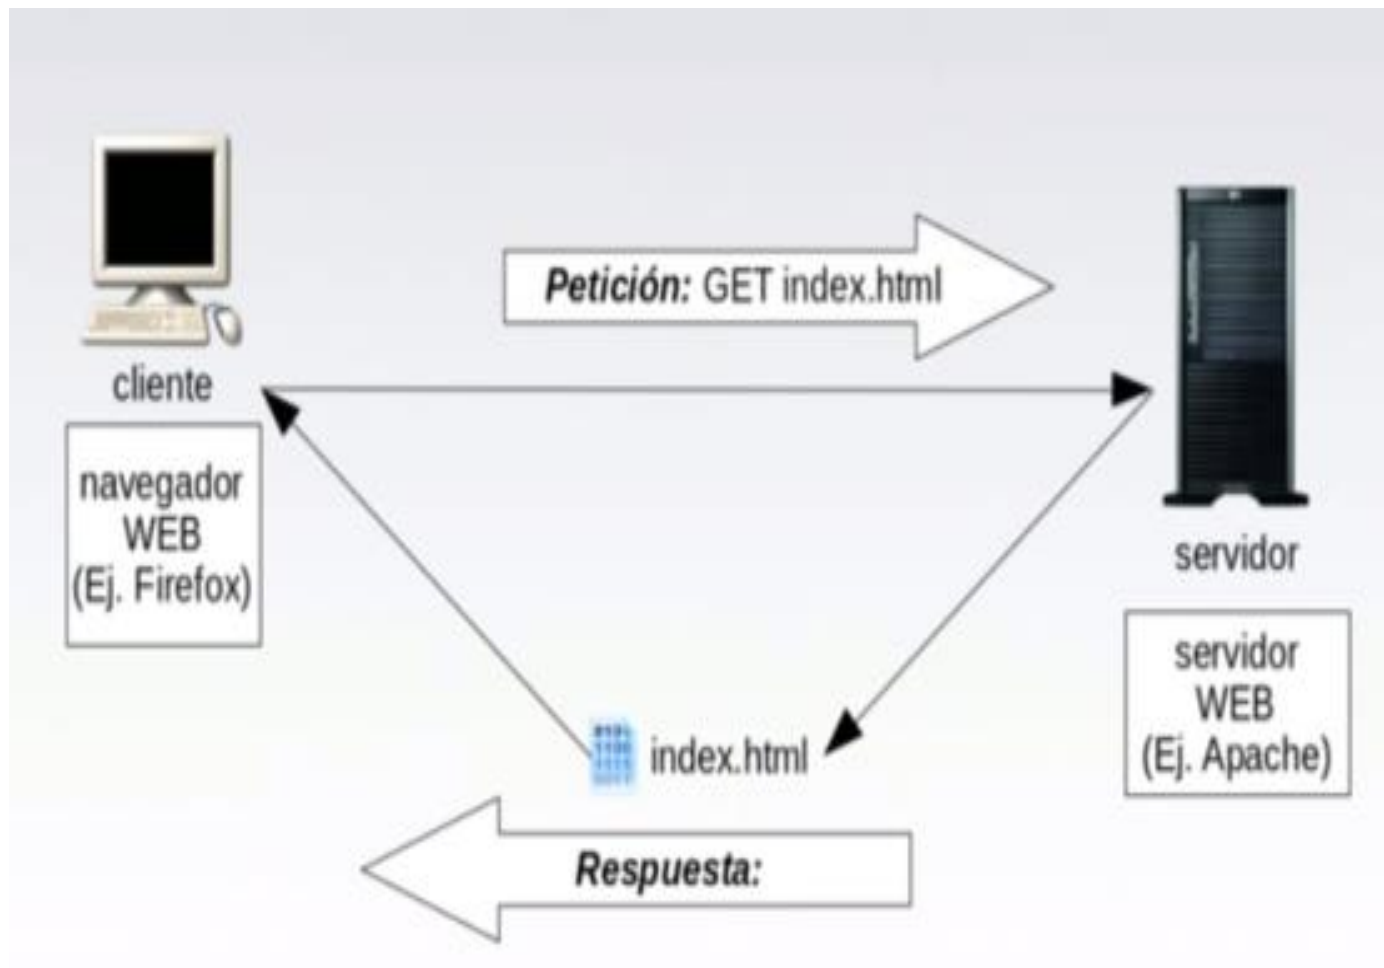 Petición: GET index.html
cliente
navegador
WEB
(Ej. Firefox)
servidor
servidor
WEB
(Ej. Apache)
index.html
Respuesta: